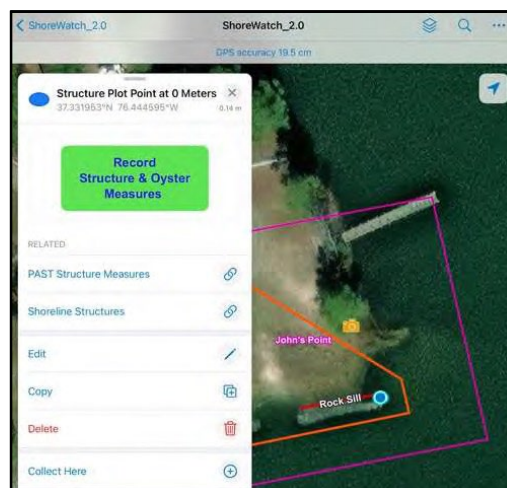 ShoreWatch_2.0
ShoreWatch_2.0
GPS accuracy 19.5 cm
Structure Plot Point at 0 Meters
37.331953°N 76.444595°W
0.14 m
Record
Structure & Oyster
Measures
RELATED
PAST Structure Measures
Shoreline Structures
Edit
Copy
Delete
Collect Here
John's Point
Rock Sill